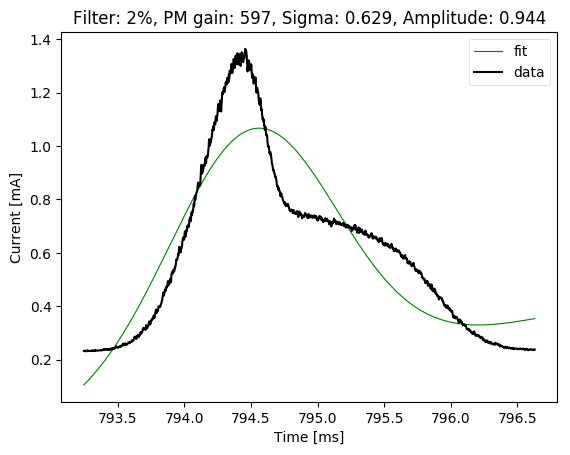 Filter: 2%, PM gain: 597, Sigma: 0.629, Amplitude: 0.944
fit
data
Current [mA]
1.4
1.2
1.0
0.8
0.6
0.4
0.2
793.5 794.0 794.5 795.0 795.5 796.0 796.5
Time [ms]